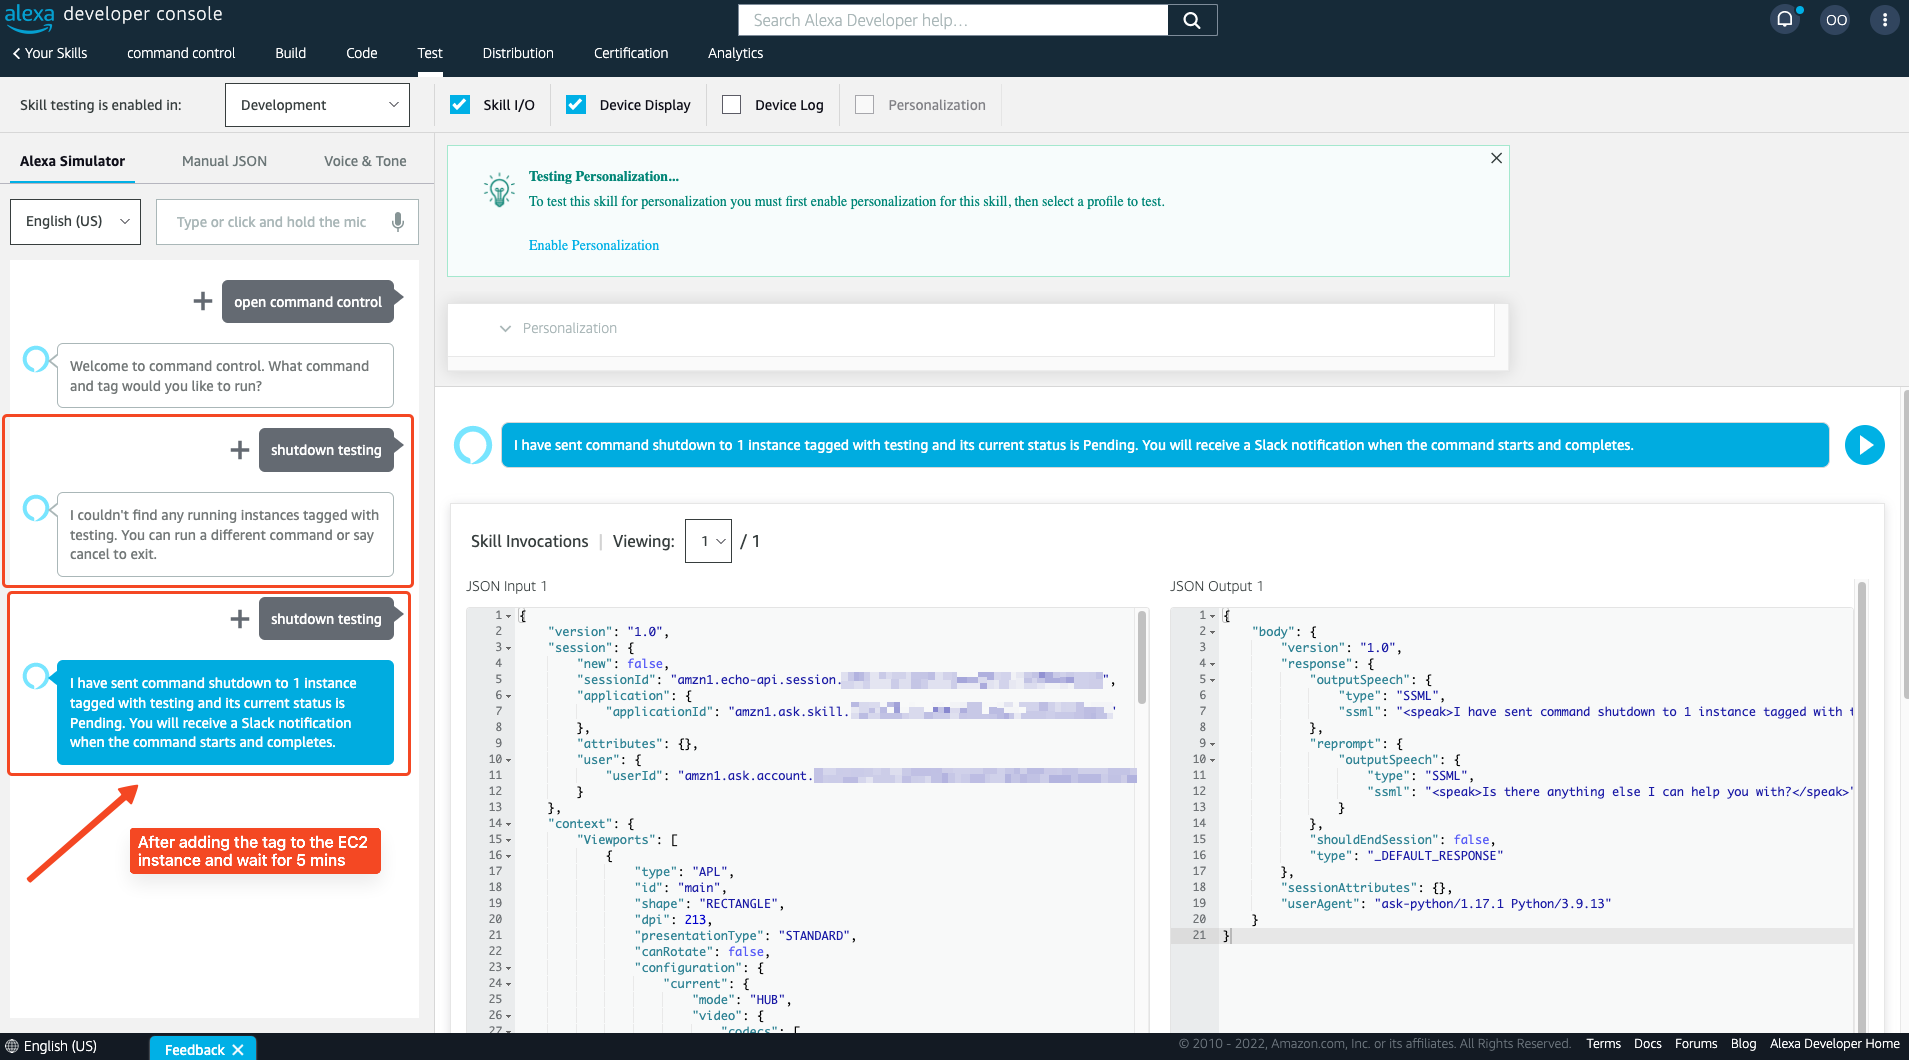 alexa developer console
Search Alexa Developer help...
OO
Your Skills
command control
Build
Code
Test
Distribution
Certification
Analytics
Skill testing is enabled in:
Development
Skill I/O
Device Display
Device Log
Personalization
Alexa Simulator
Manual JSON
Voice & Tone
English (US)
Type or click and hold the mic
open command control
Welcome to command control. What command
and tag would you like to run?
shutdown testing
I couldn't find any running instances tagged with
testing. You can run a different command or say
cancel to exit.
shutdown testing
I have sent command shutdown to 1 instance
tagged with testing and its current status is
Pending. You will receive a Slack notification
when the command starts and completes.
After adding the tag to the EC2
instance and wait for 5 mins
Testing Personalization...
To test this skill for personalization you must first enable personalization for this skill, then select a profile to test.
Enable Personalization
Personalization
I have sent command shutdown to 1 instance tagged with testing and its current status is Pending. You will receive a Slack notification when the command starts and completes.
Skill Invocations | Viewing: 1 / 1
JSON Input 1
1 {
2 "version": "1.0",
3 "session": {
4 "new": false,
5 "sessionId": "amzn1.echo-api.session. ",
6 "application": {
7 "applicationId": "amzn1.ask.skill. "
8 },
9 "attributes": {},
10 "user": {
11 "userId": "amzn1.ask.account.
12 }
13 },
14 "context": {
15 "Viewports": [
16 {
17 "type": "APL",
18 "id": "main",
19 "shape": "RECTANGLE",
20 "dpi": 213,
21 "presentationType": "STANDARD",
22 "canRotate": false,
23 "configuration": {
24 "current": {
25 "mode": "HUB",
26 "video": {
27 "codecs": [
JSON Output 1
1 {
2 "body": {
3 "version": "1.0",
4 "response": {
5 "outputSpeech": {
6 "type": "SSML",
7 "ssml": "<speak>I have sent command shutdown to 1 instance tagged with t
8 },
9 "reprompt": {
10 "outputSpeech": {
11 "type": "SSML",
12 "ssml": "<speak>Is there anything else I can help you with?</speak>"
13 }
14 },
15 "shouldEndSession": false,
16 "type": "_DEFAULT_RESPONSE"
17 },
18 "sessionAttributes": {},
19 "userAgent": "ask-python/1.17.1 Python/3.9.13"
20 }
21 }
English (US)
Feedback
© 2010 - 2022, Amazon.com, Inc. or its affiliates. All Rights Reserved.
Terms
Docs
Forums
Blog
Alexa Developer Home